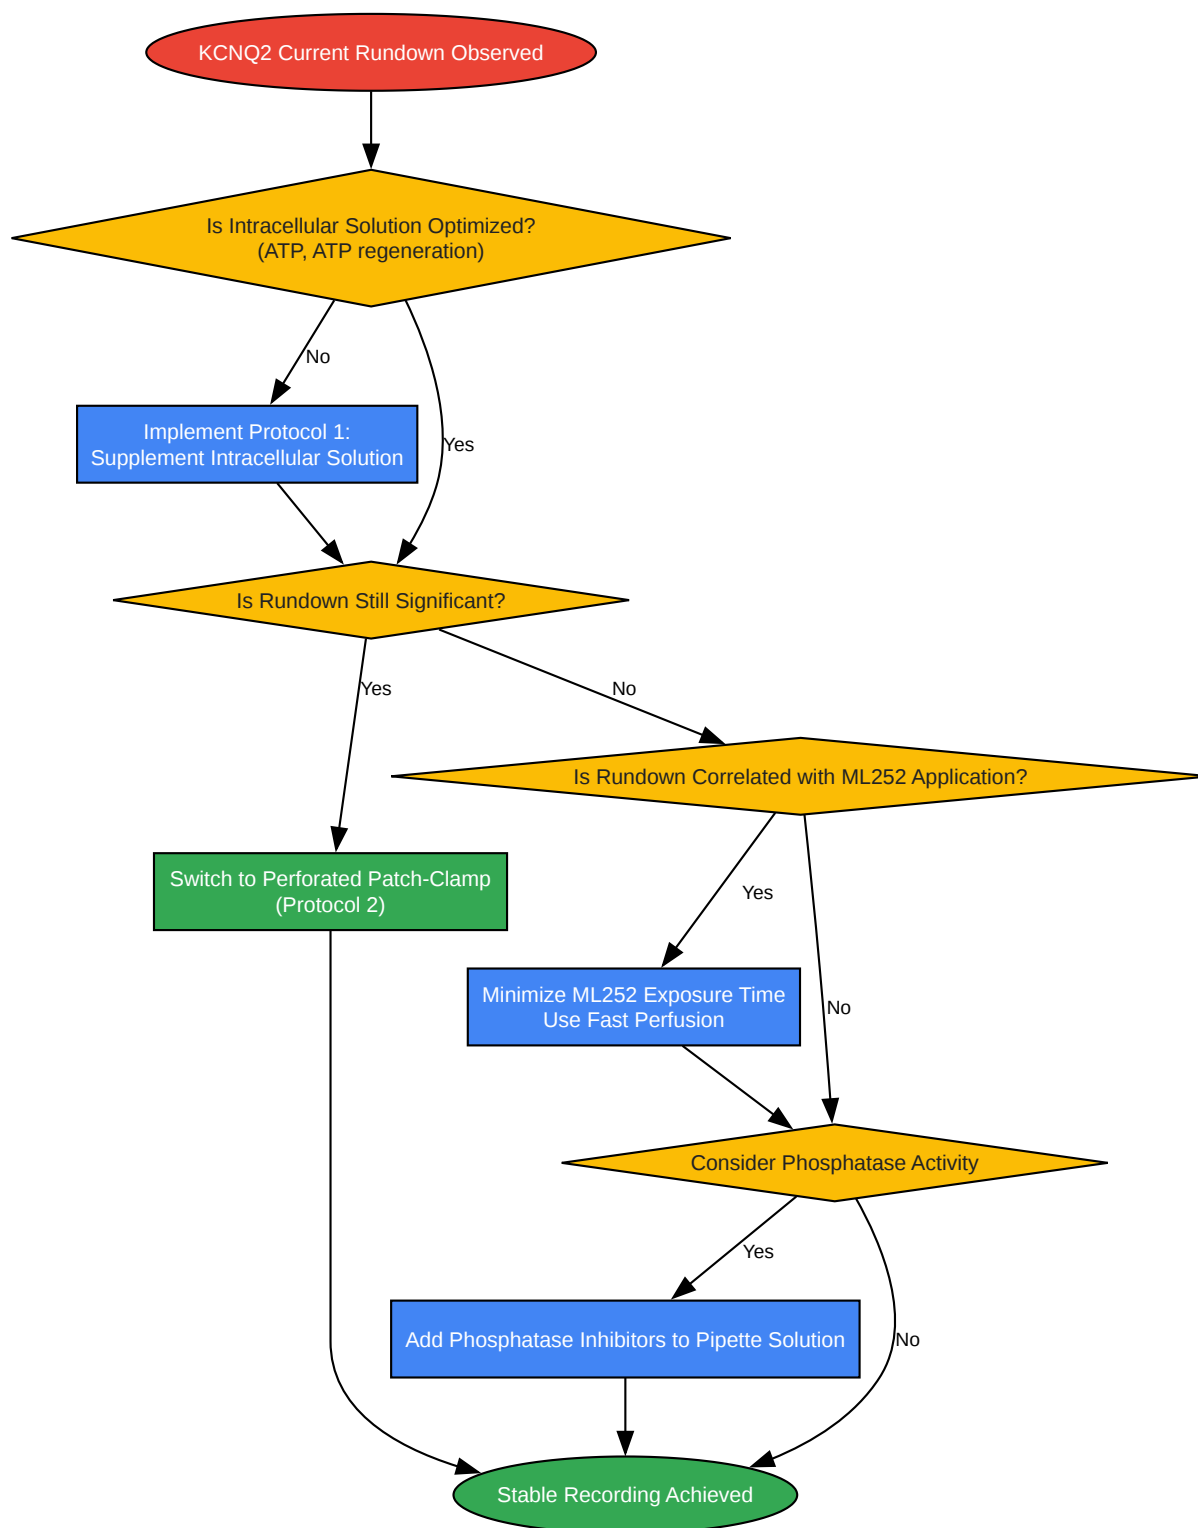 KCNQ2 Current Rundown Observed
Is Intracellular Solution Optimized?
(ATP, ATP regeneration)
No
Implement Protocol 1:
Supplement Intracellular Solution
Yes
Is Rundown Still Significant?
Yes
No
Is Rundown Correlated with ML252 Application?
Switch to Perforated Patch-Clamp
(Protocol 2)
Yes
Minimize ML252 Exposure Time
Use Fast Perfusion
No
Consider Phosphatase Activity
Yes
Add Phosphatase Inhibitors to Pipette Solution
No
Stable Recording Achieved